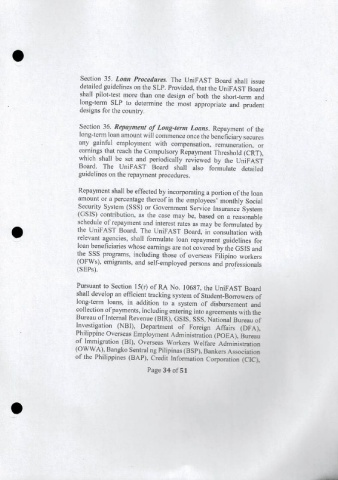 Section 35. Loan Procedures. The UniFAST Board shall issue
detailed guidelines on the SLP. Provided, that the UniFAST Board
shall pilot-test more than one design of both the short-term and
long-term SLP to determine the most appropriate and prudent
designs for the country.
Section 36. Repayment of Long-term Loans. Repayment of the
long-term loan amount will commence once the beneficiary secures
any gainful employment with compensation, remuneration, or
earnings that reach the Compulsory Repayment Threshold (CRT),
which shall be set and periodically reviewed by the UniFAST
Board. The UniFAST Board shall also formulate detailed
guidelines on the repayment procedures.
Repayment shall be effected by incorporating a portion of the loan
amount or a percentage thereof in the employees' monthly Social
Security System (SSS) or Government Service Insurance System
(GSIS) contribution, as the case may be, based on a reasonable
schedule of repayment and interest rates as may be formulated by
the UniFAST Board. The UniFAST Board, in consultation with
relevant agencies, shall formulate loan repayment guidelines for
loan beneficiaries whose earnings are not covered by the GSIS and
the SSS programs, including those of overseas Filipino workers
(OFWs), emigrants, and self-employed persons and professionals
(SEPs).
Pursuant to Section 15(r) of RA No. 10687, the UniFAST Board
shall develop an efficient tracking system of Student-Borrowers of
long-term loans, in addition to a system of disbursement and
collection of payments, including entering into agreements with the
Bureau of Internal Revenue (BIR), GSIS, SSS, National Bureau of
Investigation (NBI), Department of Foreign Affairs (DFA),
Philippine Overseas Employment Administration (POEA), Bureau
of Immigration (BI), Overseas Workers Welfare Administration
(OWWA), Bangko Sentral ng Pilipinas (BSP), Bankers Association
of the Philippines (BAP), Credit Information Corporation (CIC),
Page 34 of 51